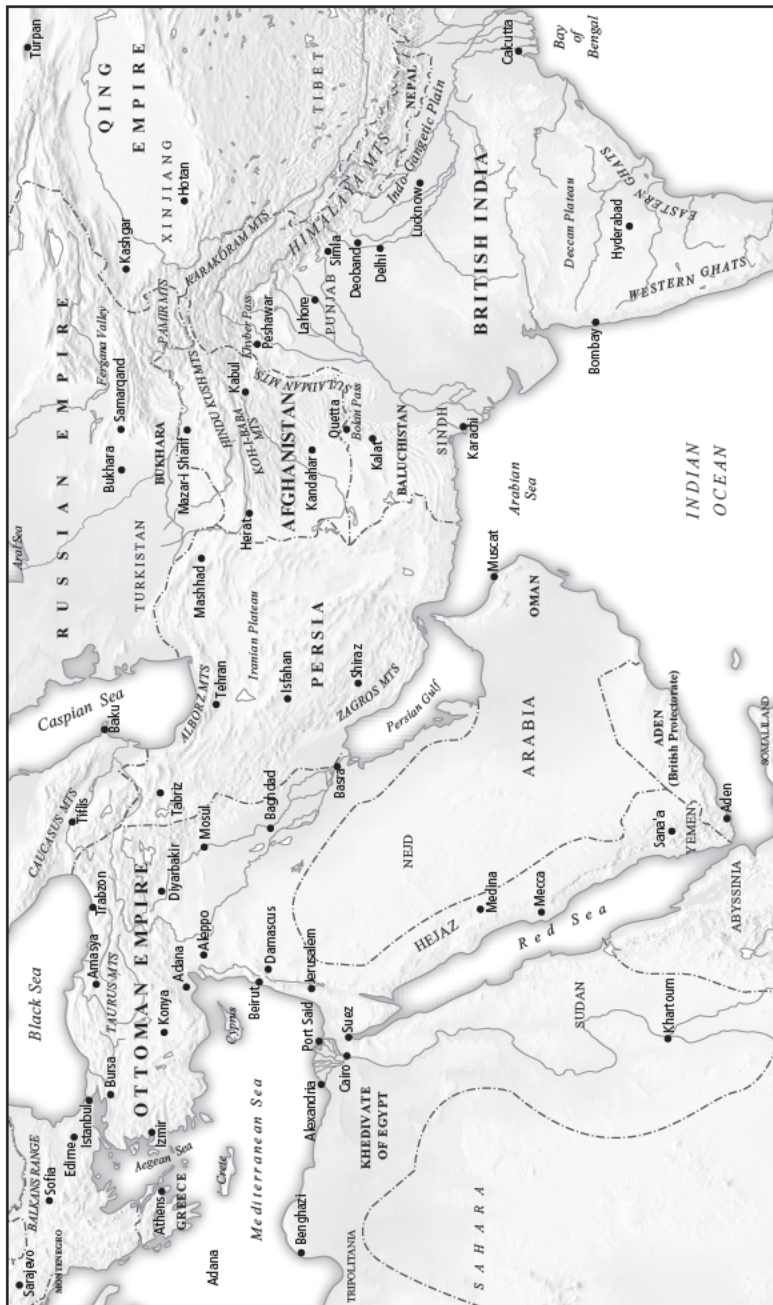 Sarajevo
MONTENEGRO
BALKANS RANGE
Sofia
Edirne
Istanbul
Bursa
Black Sea
Amasya
TAURUS MTS
Trabzon
CAUCASUS MTS
Tiflis
Baku
Caspian Sea
Aral Sea
RUSSIAN EMPIRE
TURKISTAN
Bukhara
Samarqand
Fergana Valley
Kashgar
Turpan
QING
EMPIRE
XINJIANG
Hotan
TIBET
Athens
GREECE
Aegean Sea
Izmir
OTTOMAN EMPIRE
Konya
Adana
Aleppo
Diyarbakir
Mosul
Tabriz
ALBORZ MTS
Tehran
Mashhad
BUKHARA
Mazar-i Sharif
HINDU KUSH MTS
PAMIR MTS
KARAKORAM MTS
HIMALAYA MTS
NEPAL
Indo-Gangetic Plain
Crete
Cyprus
Adana
Mediterranean Sea
Beirut
Damascus
Jerusalem
Baghdad
Basra
Iranian Plateau
Isfahan
PERSIA
Shiraz
ZAGROS MTS
Persian Gulf
Herat
KOH-I-BABA
MTS
Kabul
AFGHANISTAN
Kandahar
Khyber Pass
Peshawar
SULAIMAN MTS
Quetta
Bolan Pass
Kalat
BALUCHISTAN
SINDH
Karachi
Lahore
PUNJAB
Simla
Deoband
Delhi
Lucknow
BRITISH INDIA
Calcutta
Bay
of
Bengal
Deccan Plateau
Hyderabad
EASTERN GHATS
WESTERN GHATS
Bombay
Benghazi
TRIPOLITANIA
Alexandria
Port Said
Cairo
Suez
KHEDIVATE
OF EGYPT
SAHARA
SUDAN
Khartoum
HEJAZ
Medina
Mecca
Red Sea
NEJD
ARABIA
OMAN
Muscat
Arabian
Sea
INDIAN
OCEAN
Sana'a
YEMEN
ADEN
(British Protectorate)
Aden
ABYSSINIA
SOMALILAND